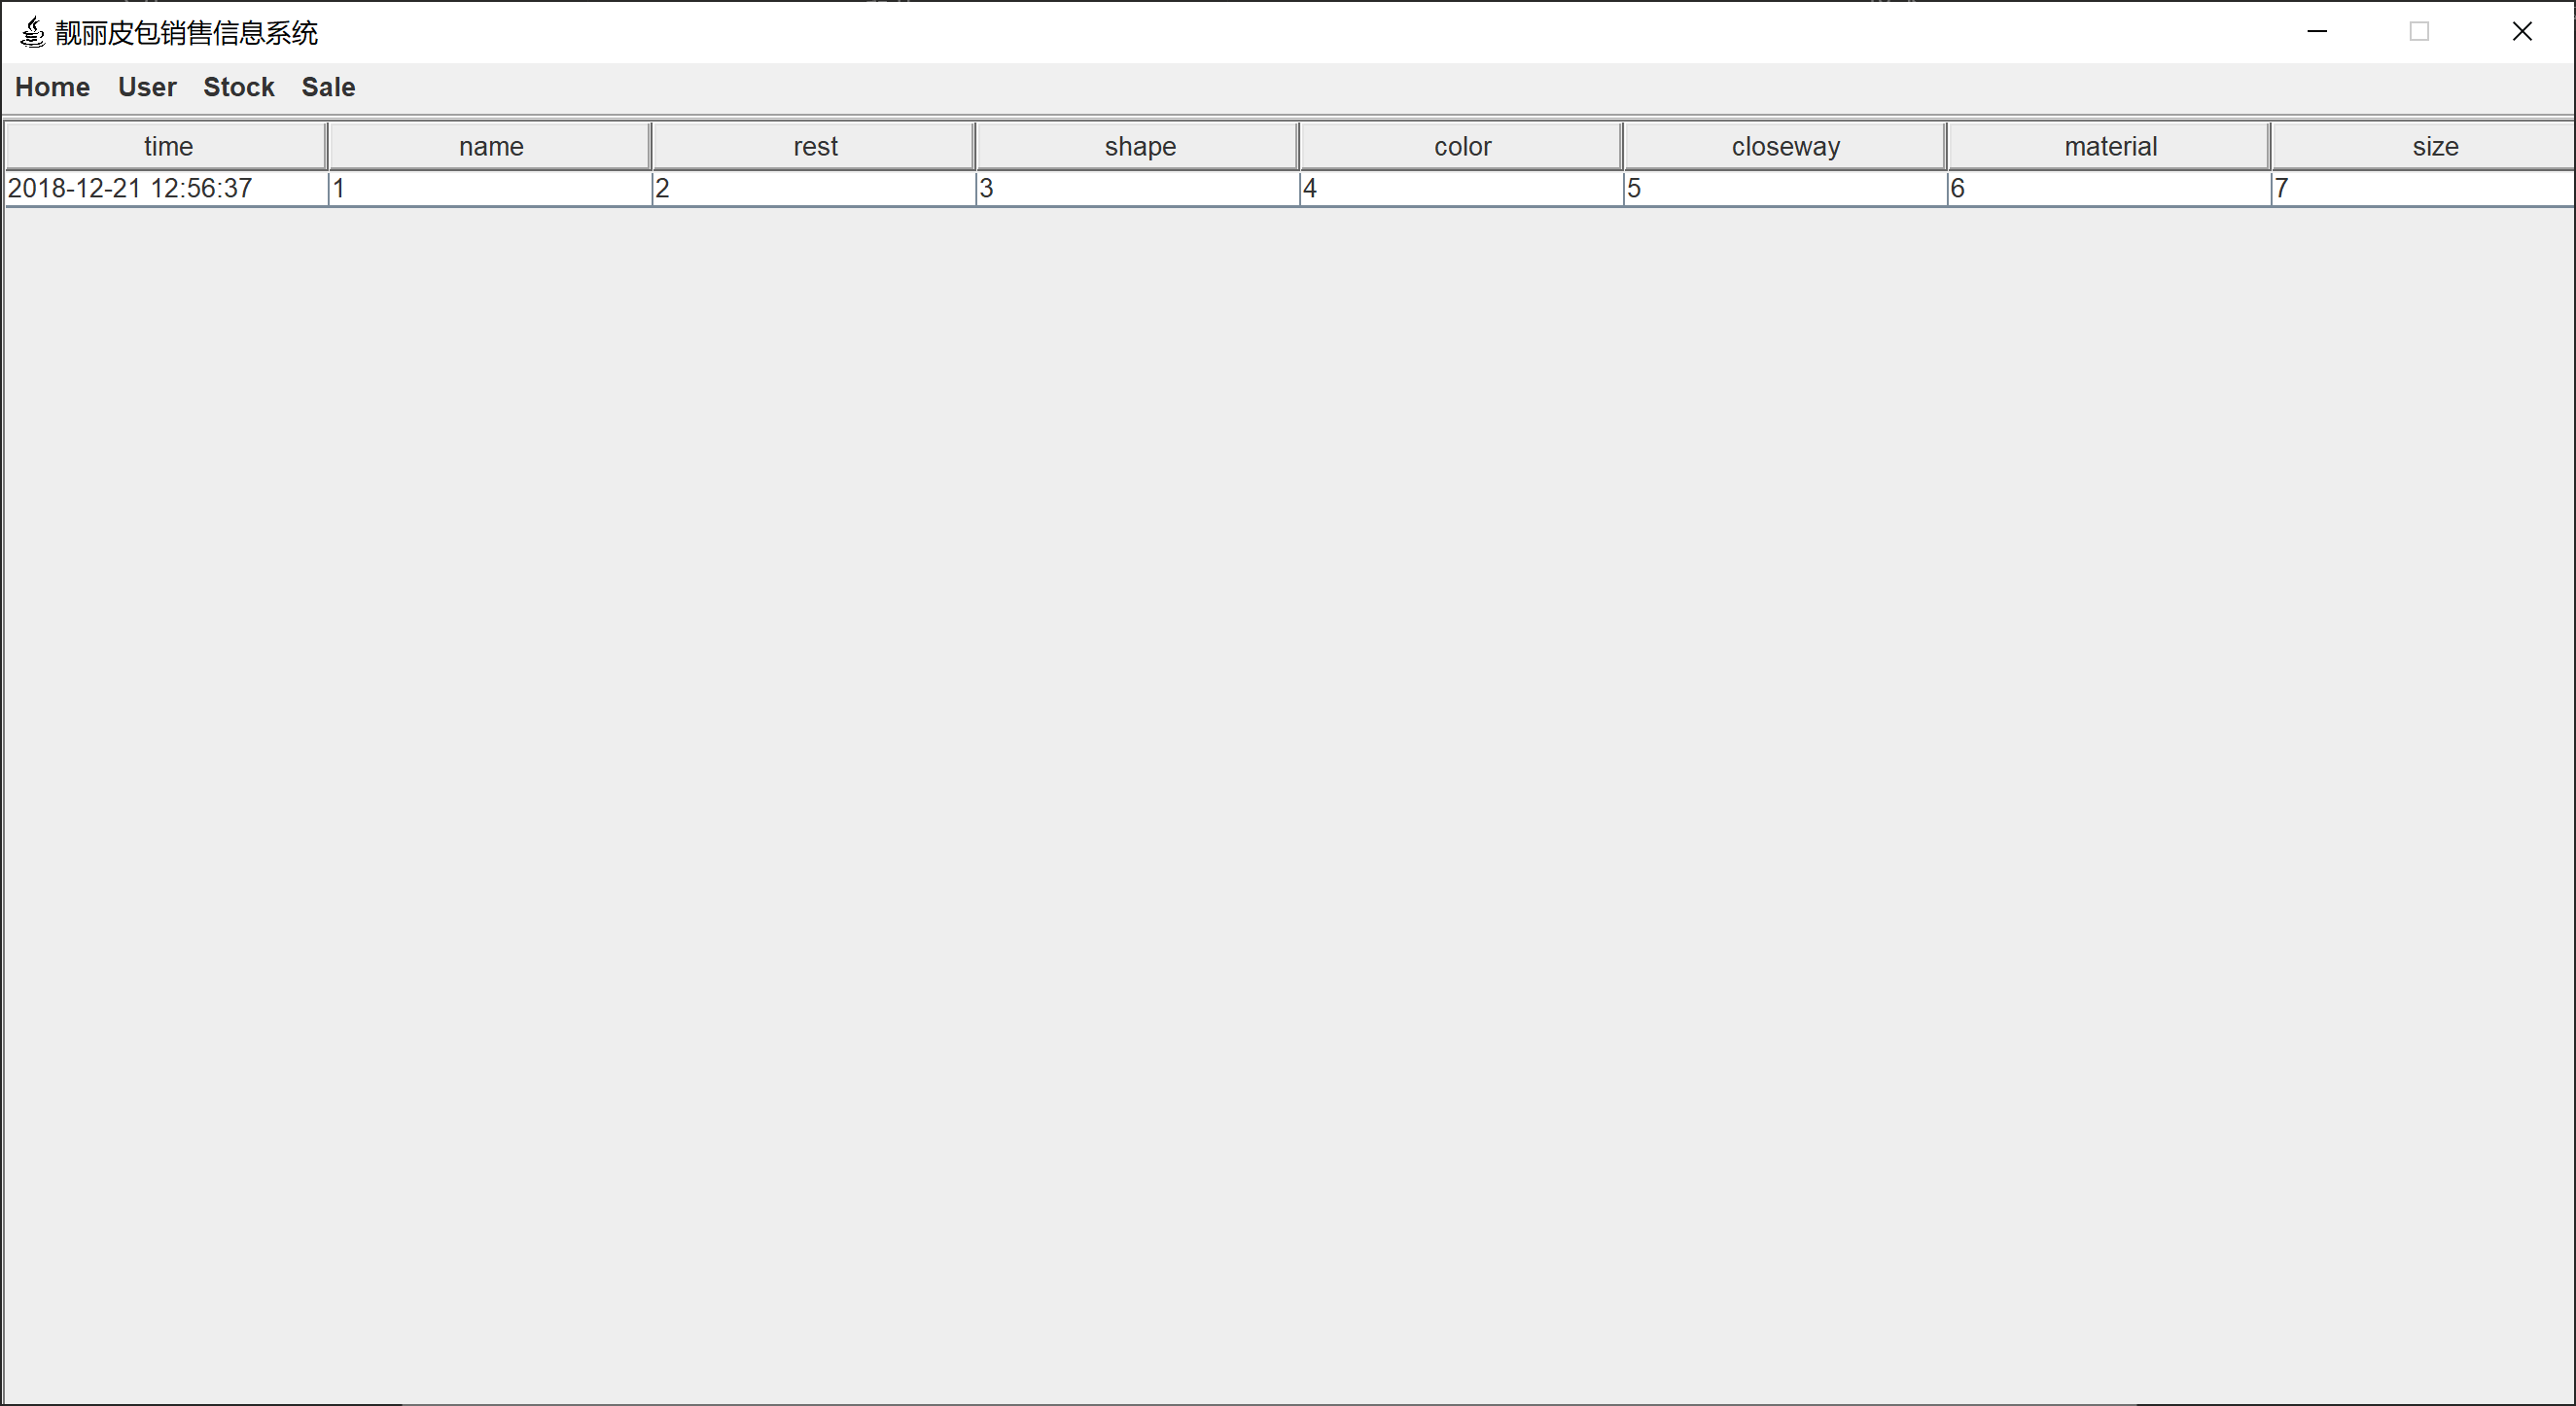 靓丽皮包销售信息系统
Home User Stock Sale
time name rest shape color closeway material size
2018-12-21 12:56:37 1 2 3 4 5 6 7